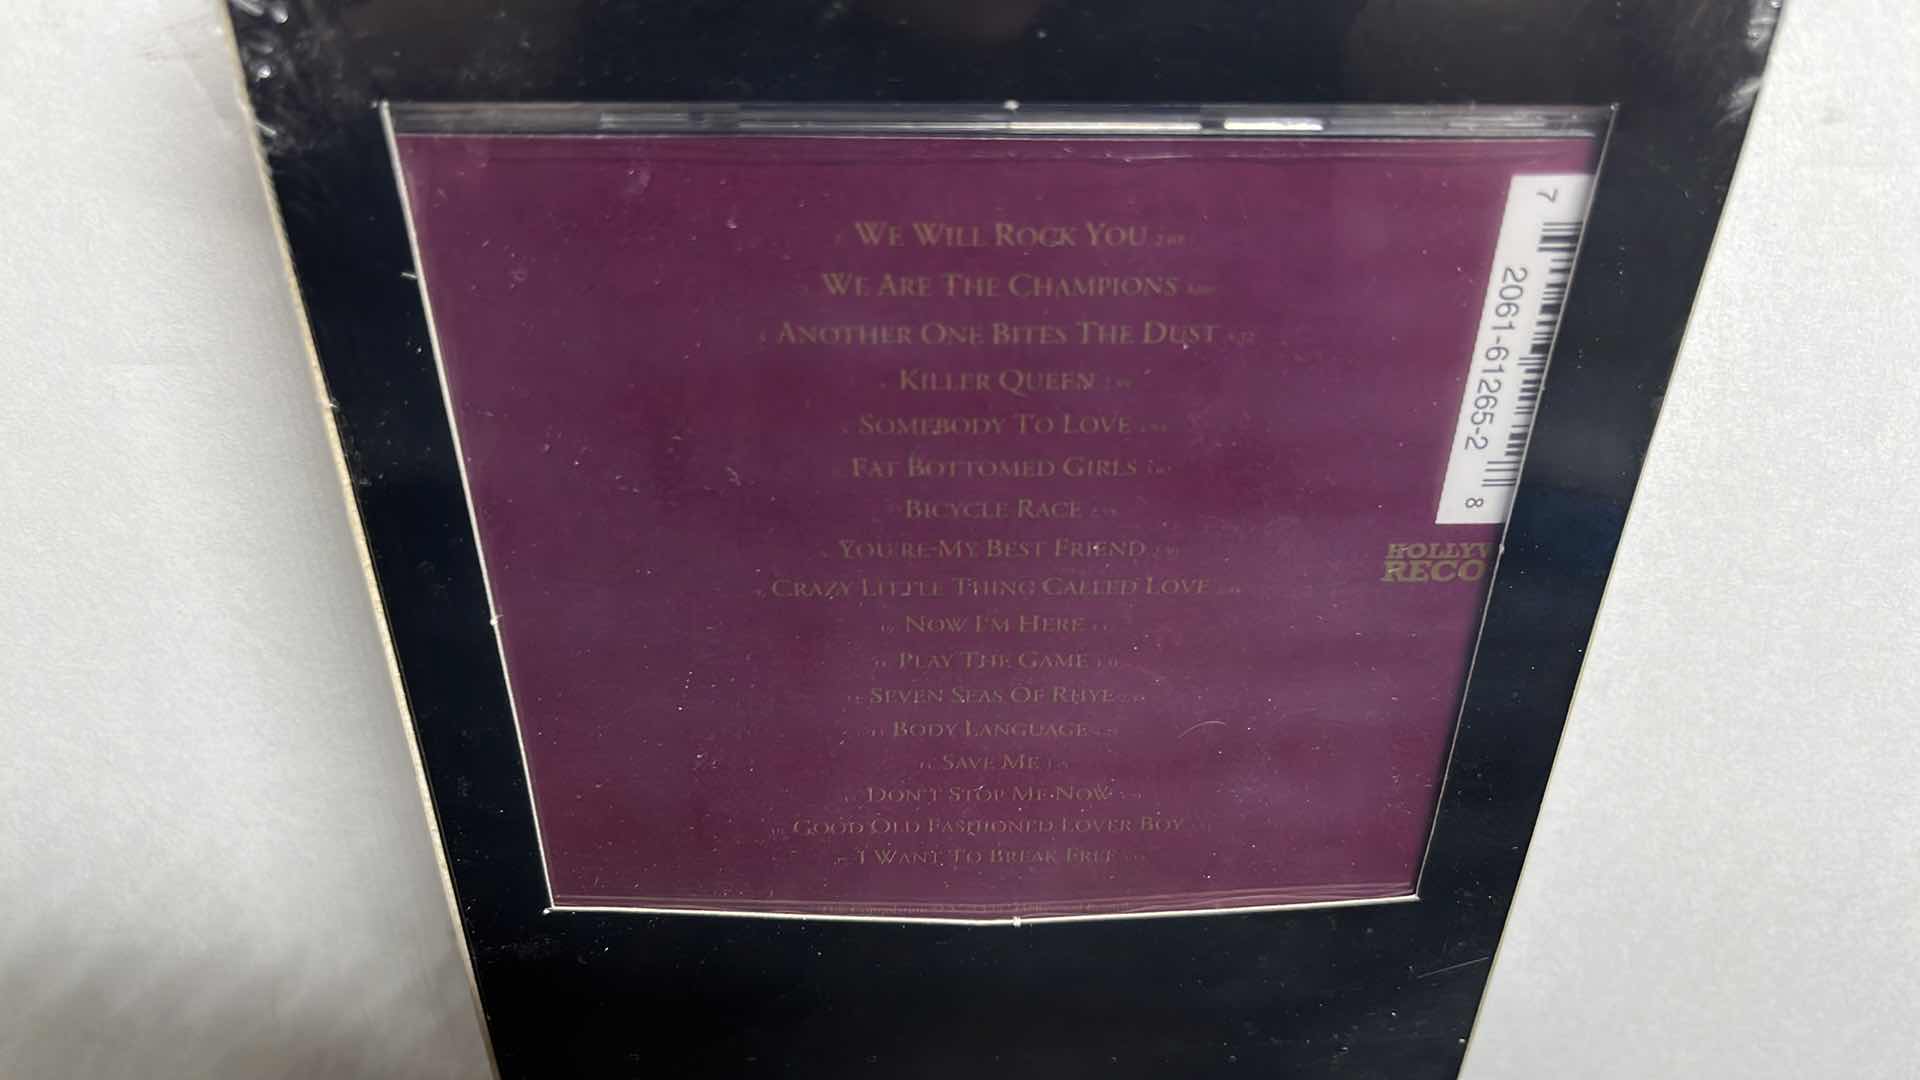 WE WILL ROCK YOU
WE ARE THE CHAMPIONS
ANOTHER ONE BITES THE DUST
KILLER QUEEN
SOMEBODY TO LOVE
FAT BOTTOMED GIRLS
BICYCLE RACE
YOU'RE MY BEST FRIEND
CRAZY LITTLE THING CALLED LOVE
NOW I'M HERE
PLAY THE GAME
SEVEN SEAS OF RHYE
BODY LANGUAGE
SAVE ME
DON'T STOP ME NOW
GOOD OLD FASHIONED LOVER BOY
I WANT TO BREAK FREE
7 2061-61265-2 8
HOLLYW
RECO